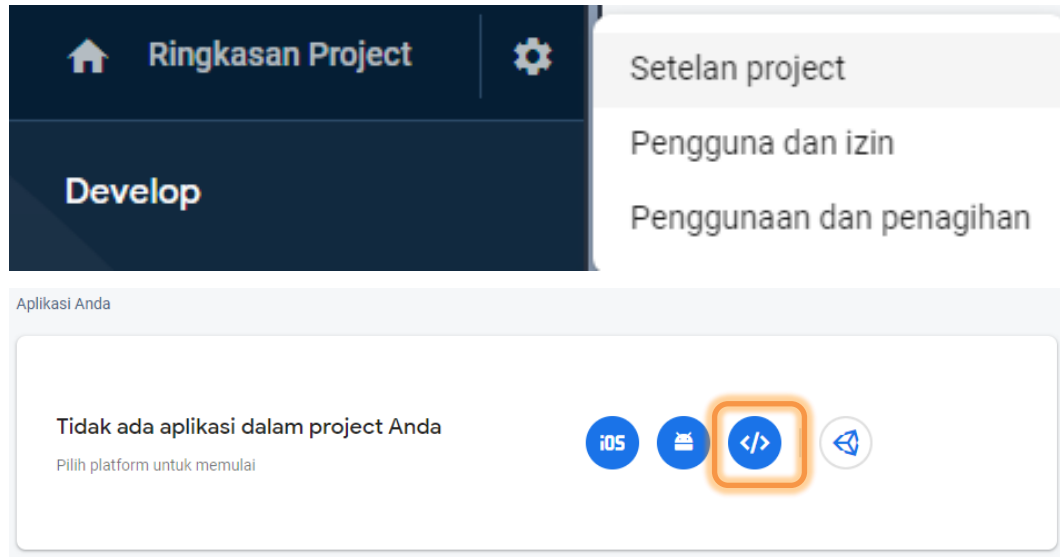 Ringkasan Project
Setelan project
Pengguna dan izin
Develop
Penggunaan dan penagihan
Aplikasi Anda
Tidak ada aplikasi dalam project Anda
Pilih platform untuk memulai
iOS
</>